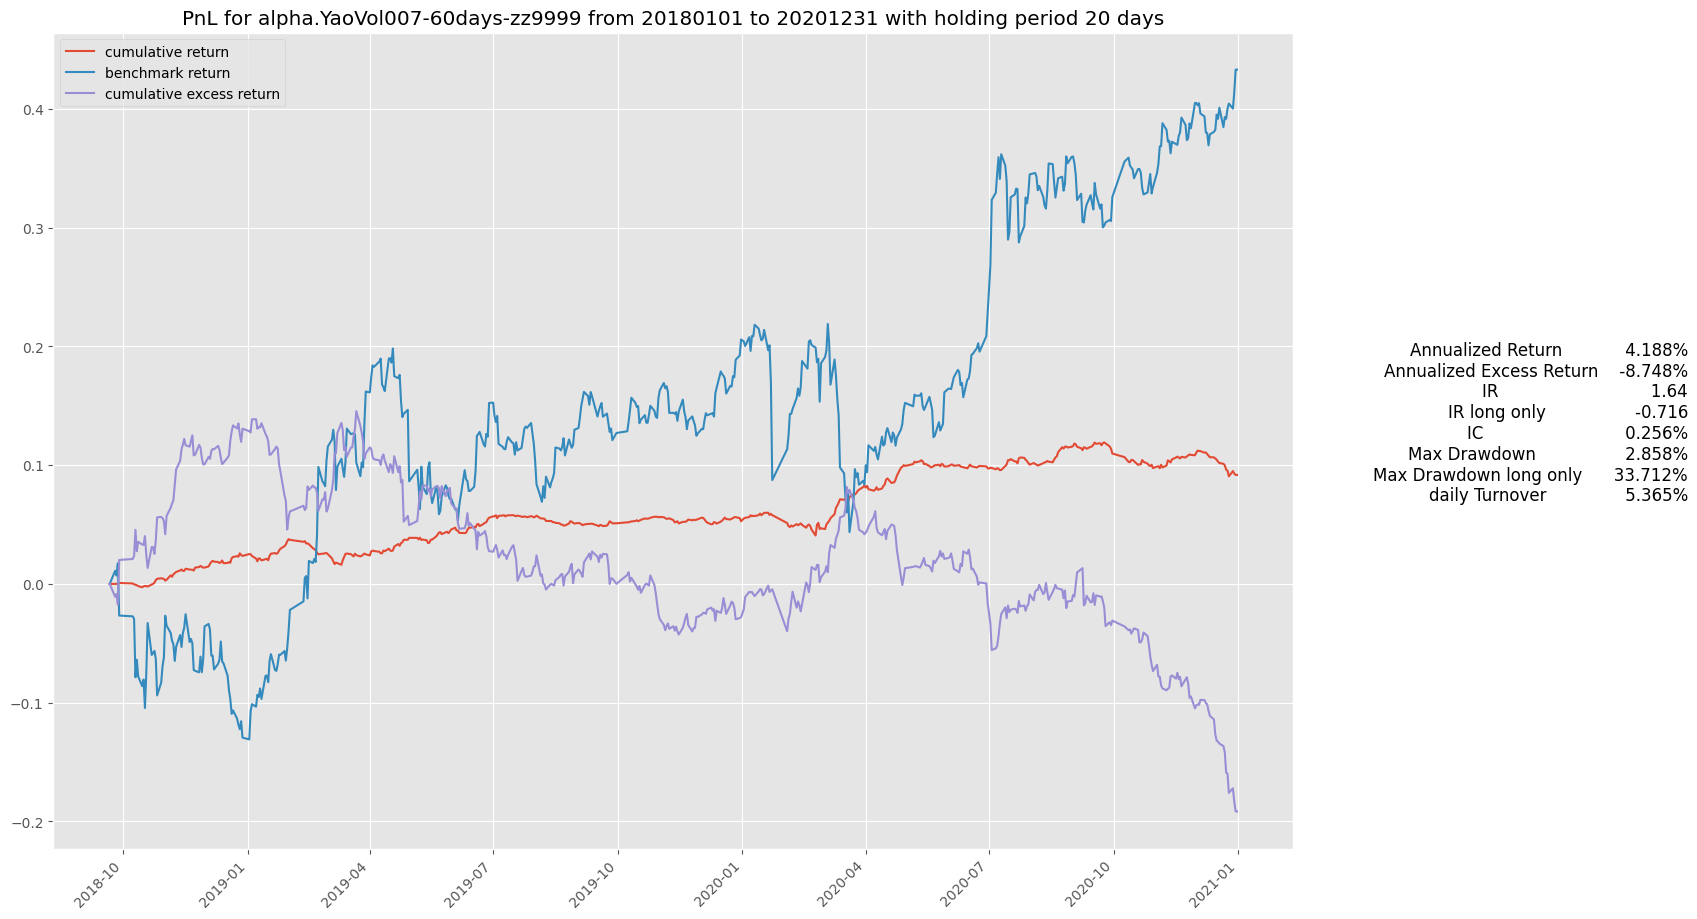 PnL for alpha.YaoVol007-60days-zz9999 from 20180101 to 20201231 with holding period 20 days
cumulative return
benchmark return
cumulative excess return
0.4
0.3
0.2
0.1
0.0
−0.1
−0.2
2018-10
2019-01
2019-04
2019-07
2019-10
2020-01
2020-04
2020-07
2020-10
2021-01
Annualized Return 4.188%
Annualized Excess Return -8.748%
IR 1.64
IR long only -0.716
IC 0.256%
Max Drawdown 2.858%
Max Drawdown long only 33.712%
daily Turnover 5.365%